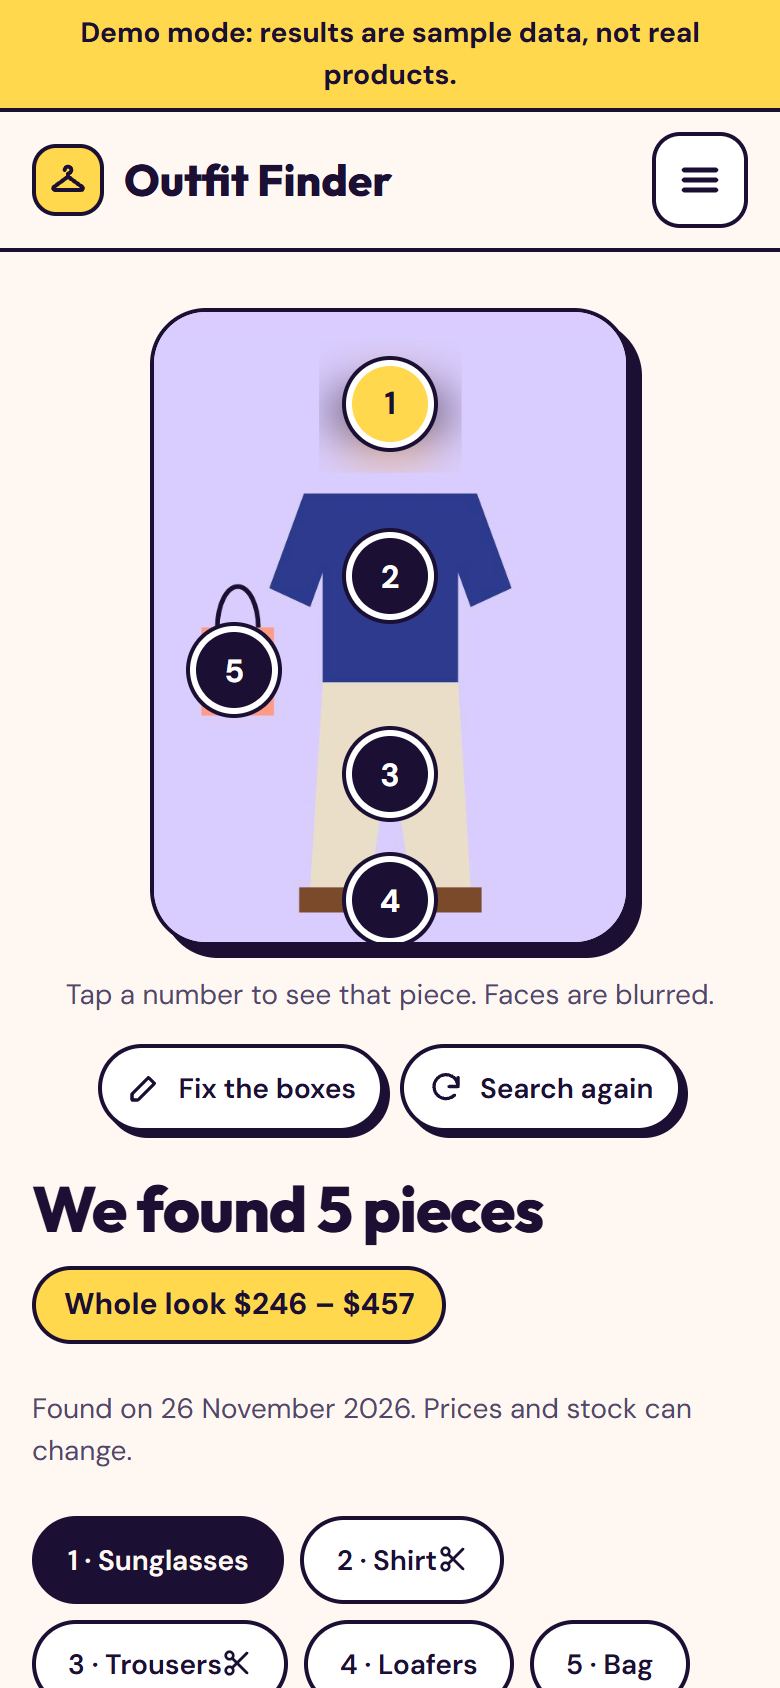 Demo mode: results are sample data, not real
products.
Outfit Finder
1
2
5
3
4
Tap a number to see that piece. Faces are blurred.
Fix the boxes
Search again
We found 5 pieces
Whole look $246 – $457
Found on 26 November 2026. Prices and stock can
change.
1 · Sunglasses
2 · Shirt
3 · Trousers
4 · Loafers
5 · Bag